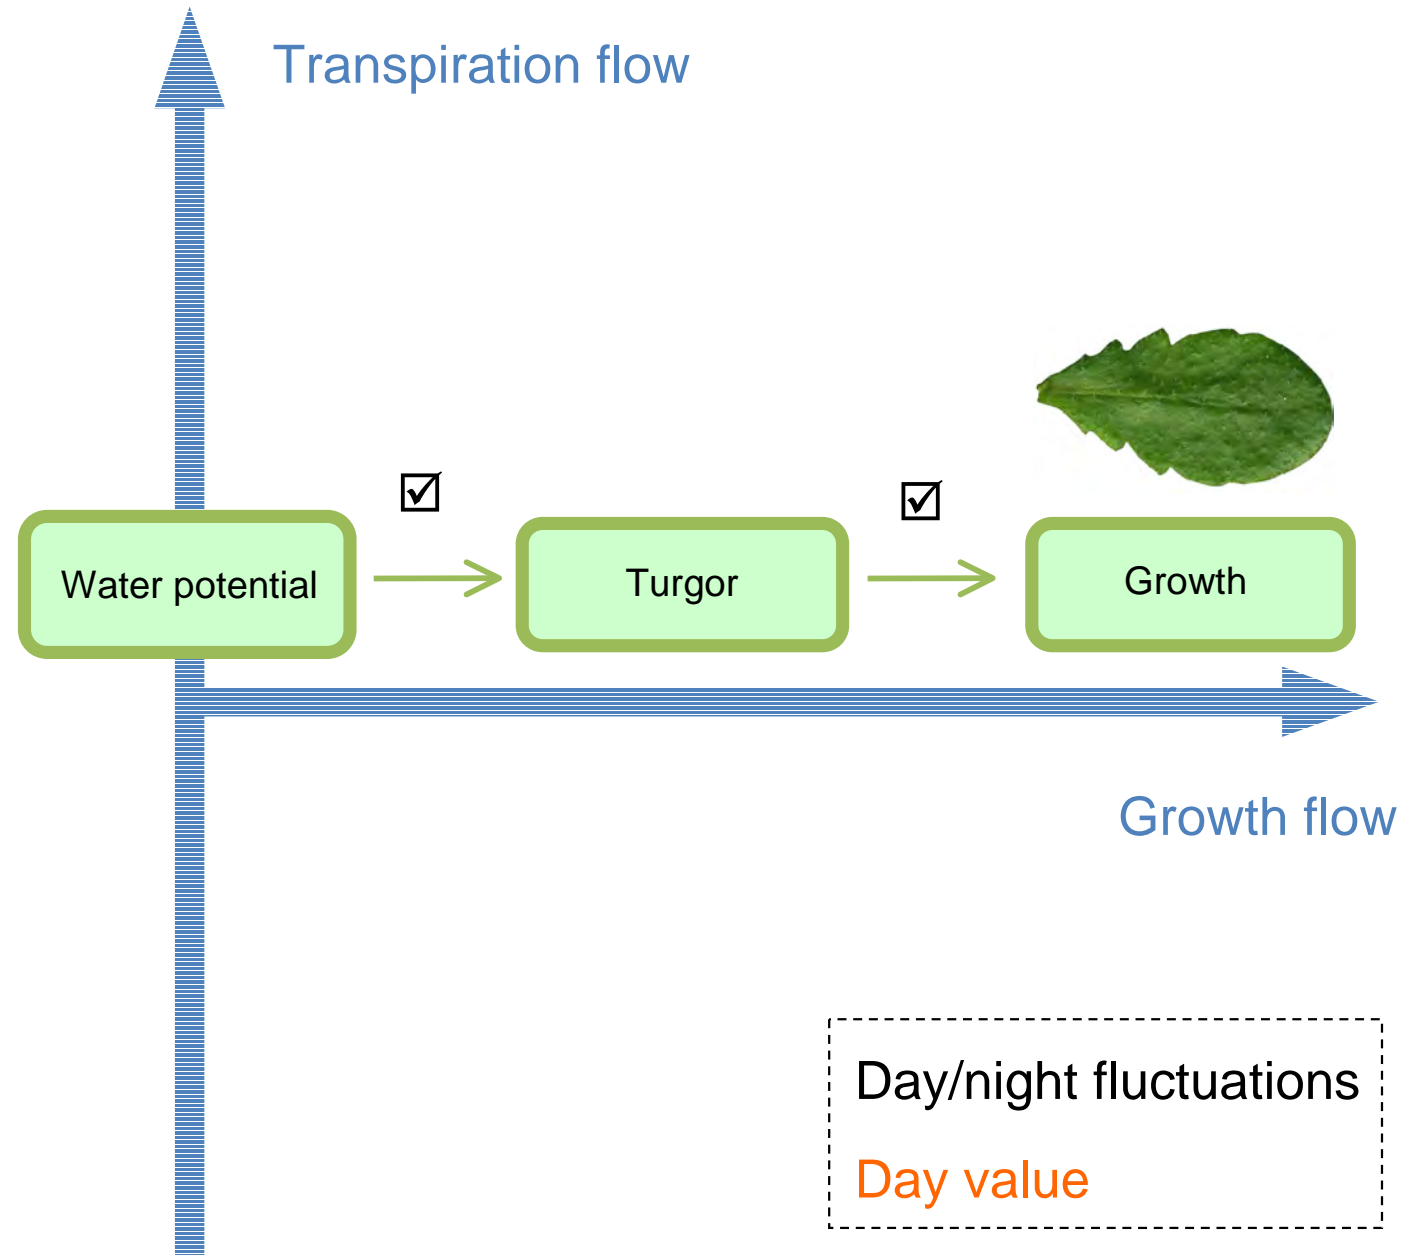 Transpiration flow
☑
☑
Water potential
Turgor
Growth
Growth flow
Day/night fluctuations
Day value